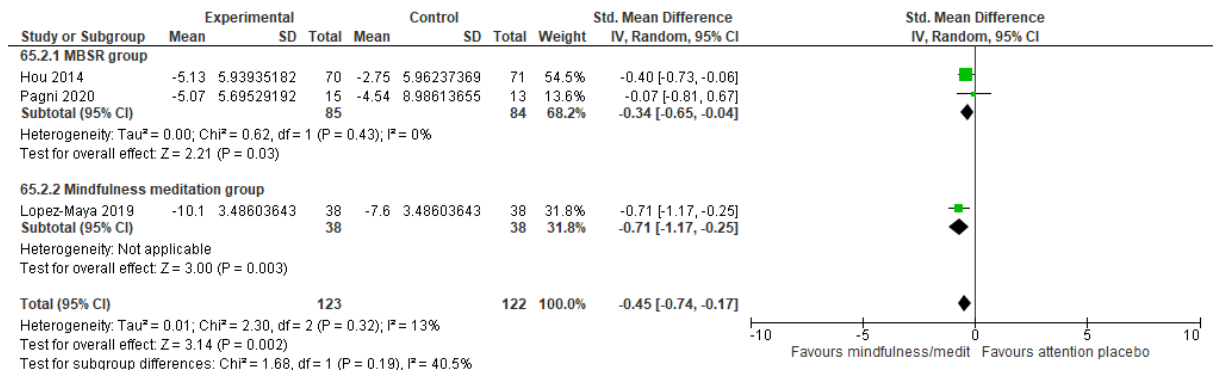 Experimental Control Std. Mean Difference Std. Mean Difference
Study or Subgroup Mean SD Total Mean SD Total Weight IV, Random, 95% CI IV, Random, 95% CI
65.2.1 MBSR group
Hou 2014 -5.13 5.93935182 70 -2.75 5.96237369 71 54.5% -0.40 [-0.73, -0.06]
Pagni 2020 -5.07 5.69529192 15 -4.54 8.98613655 13 13.6% -0.07 [-0.81, 0.67]
Subtotal (95% CI) 85 84 68.2% -0.34 [-0.65, -0.04]
Heterogeneity: Tau² = 0.00; Chi² = 0.62, df = 1 (P = 0.43); I² = 0%
Test for overall effect: Z = 2.21 (P = 0.03)
65.2.2 Mindfulness meditation group
Lopez-Maya 2019 -10.1 3.48603643 38 -7.6 3.48603643 38 31.8% -0.71 [-1.17, -0.25]
Subtotal (95% CI) 38 38 31.8% -0.71 [-1.17, -0.25]
Heterogeneity: Not applicable
Test for overall effect: Z = 3.00 (P = 0.003)
Total (95% CI) 123 122 100.0% -0.45 [-0.74, -0.17]
Heterogeneity: Tau² = 0.01; Chi² = 2.30, df = 2 (P = 0.32); I² = 13%
Test for overall effect: Z = 3.14 (P = 0.002)
Test for subgroup differences: Chi² = 1.68, df = 1 (P = 0.19), I² = 40.5%
-10 -5 0 5 10
Favours mindfulness/medit Favours attention placebo